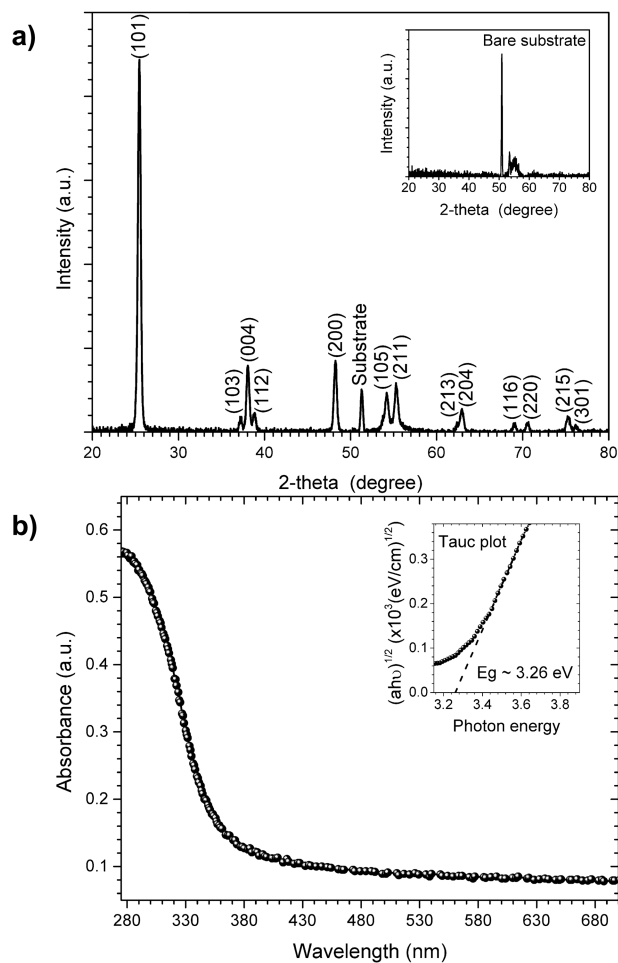 a)
(101)
(103)
(004)
(112)
(200)
Substrate
(105)
(211)
(213)
(204)
(116)
(220)
(215)
(301)
Intensity (a.u.)
20 30 40 50 60 70 80
2-theta (degree)
Bare substrate
Intensity (a.u.)
20 30 40 50 60 70 80
2-theta (degree)
b)
0.6
0.5
0.4
0.3
0.2
0.1
Absorbance (a.u.)
280 330 380 430 480 530 580 630 680
Wavelength (nm)
Tauc plot
(ahυ)^1/2 (x10^3(eV/cm)^1/2)
0.3
0.2
0.1
0.0
Eg ~ 3.26 eV
3.2 3.4 3.6 3.8
Photon energy